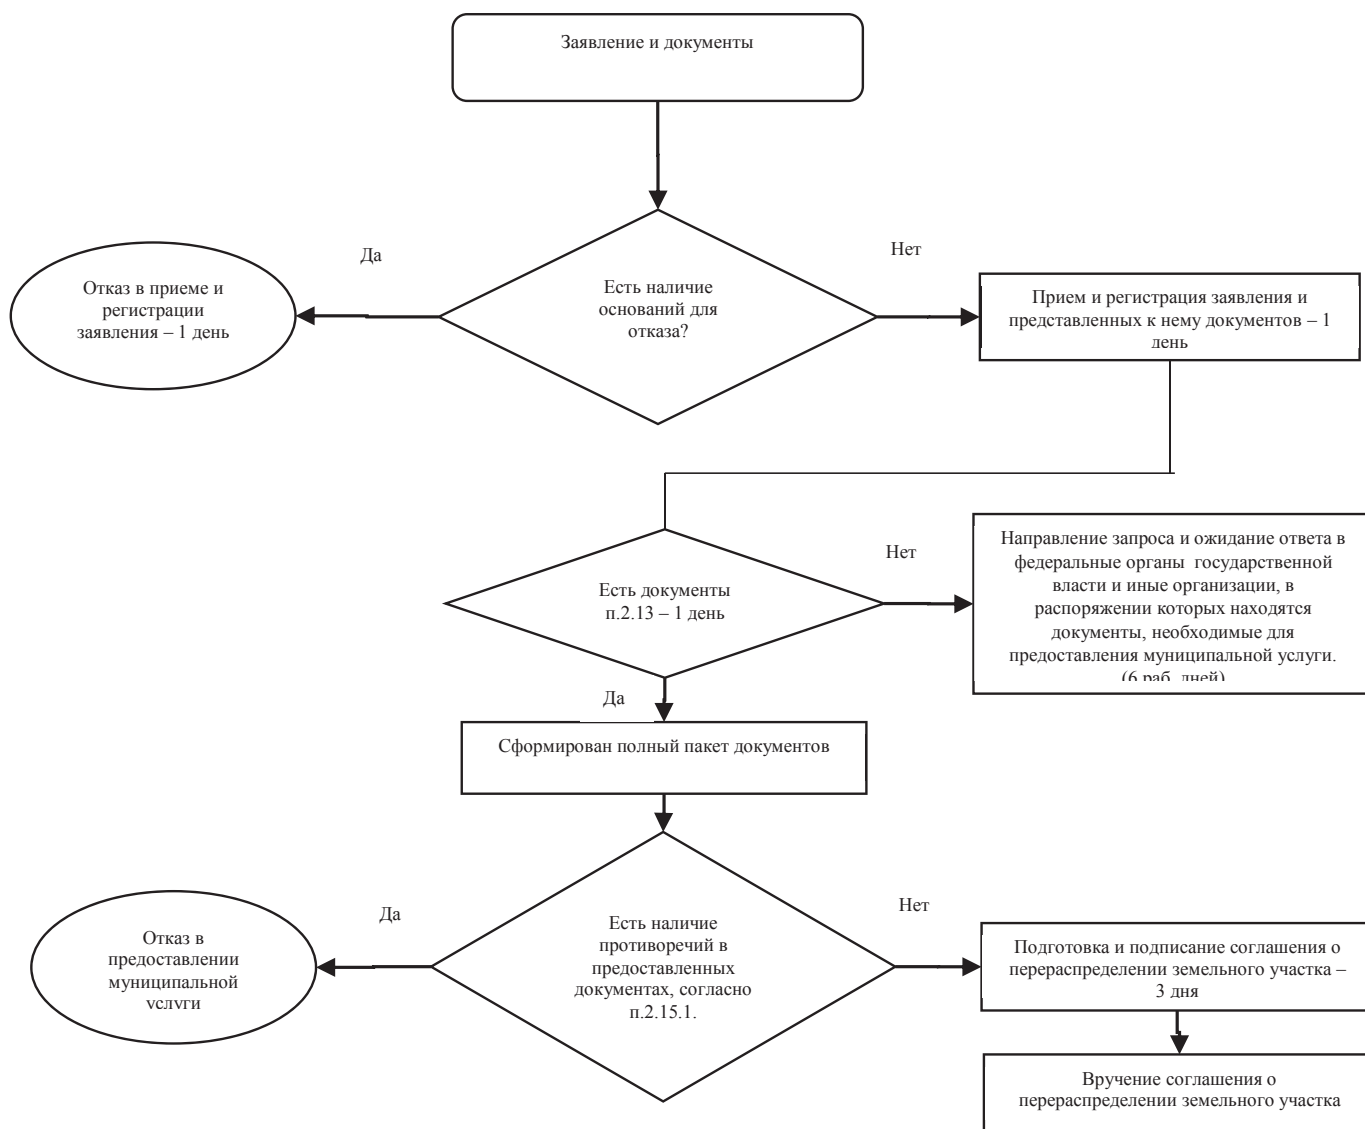 Заявление и документы
Да
Нет
Отказ в приеме и
регистрации
заявления – 1 день
Есть наличие
оснований для
отказа?
Прием и регистрация заявления и
представленных к нему документов – 1
день
Нет
Есть документы
п.2.13 – 1 день
Направление запроса и ожидание ответа в
федеральные органы государственной
власти и иные организации, в
распоряжении которых находятся
документы, необходимые для
предоставления муниципальной услуги.
(6 раб. дней)
Да
Сформирован полный пакет документов
Да
Нет
Отказ в
предоставлении
муниципальной
услуги
Есть наличие
противоречий в
предоставленных
документах, согласно
п.2.15.1.
Подготовка и подписание соглашения о
перераспределении земельного участка –
3 дня
Вручение соглашения о
перераспределении земельного участка